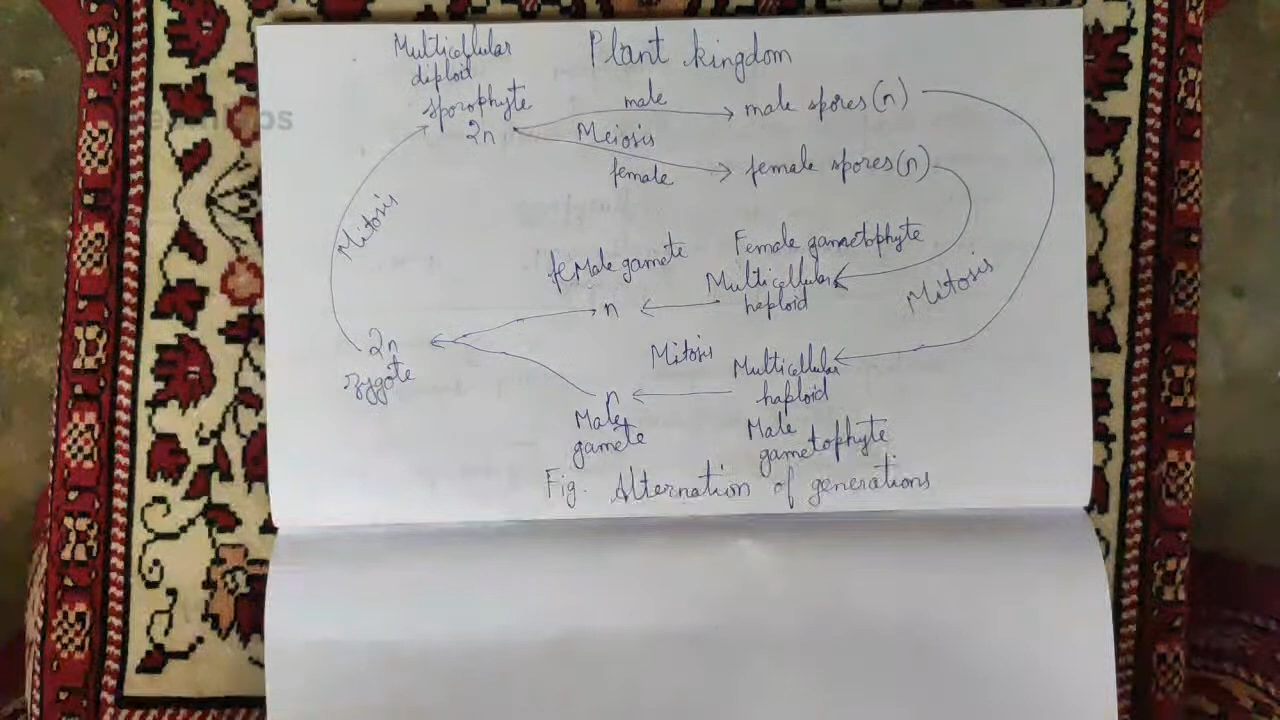 Plant kingdom
Multicellular
diploid
sporophyte
2n
male
male spores (n)
Meiosis
female
female spores (n)
Mitosis
female gamete
Female gametophyte
Multicellular
haploid
n
Mitosis
2n
zygote
Mitosis
Multicellular
haploid
n
Male
gamete
Male
gametophyte
Fig. Alternation of generations